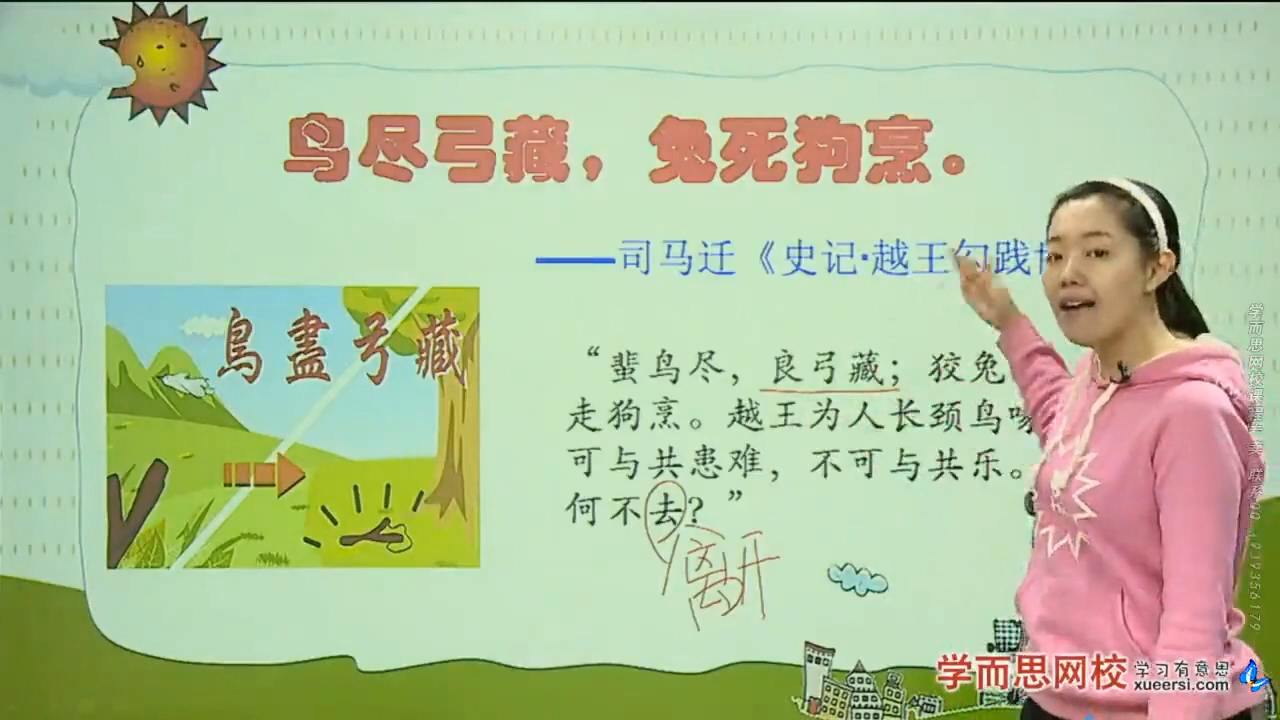 鸟尽弓藏，兔死狗烹。
——司马迁《史记·越王勾践
鳥盡弓藏
“蜚鸟尽，良弓藏；狡兔
走狗烹。越王为人长颈鸟喙
可与共患难，不可与共乐。
何不去？”
离开
学而思网校 学习有意思
xueersi.com